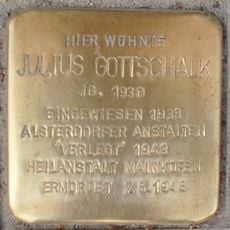 HIER WOHNTE
JULIUS GOTTSCHALK
JG. 1930
EINGEWIESEN 1938
ALSTERDORFER ANSTALTEN
"VERLEGT" 1943
HEILANSTALT MAINKOFEN
ERMORDET